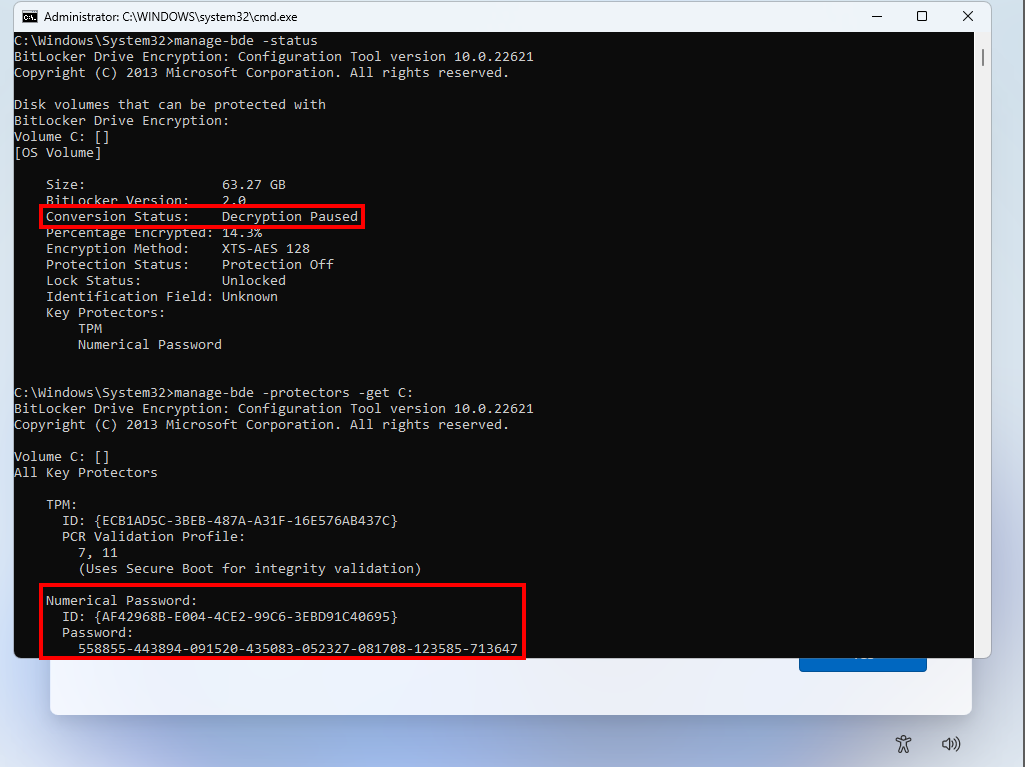 Administrator: C:\WINDOWS\system32\cmd.exe
C:\Windows\System32>manage-bde -status
BitLocker Drive Encryption: Configuration Tool version 10.0.22621
Copyright (C) 2013 Microsoft Corporation. All rights reserved.
Disk volumes that can be protected with
BitLocker Drive Encryption:
Volume C: []
[OS Volume]
Size: 63.27 GB
BitLocker Version: 2.0
Conversion Status: Decryption Paused
Percentage Encrypted: 14.3%
Encryption Method: XTS-AES 128
Protection Status: Protection Off
Lock Status: Unlocked
Identification Field: Unknown
Key Protectors:
TPM
Numerical Password
C:\Windows\System32>manage-bde -protectors -get C:
BitLocker Drive Encryption: Configuration Tool version 10.0.22621
Copyright (C) 2013 Microsoft Corporation. All rights reserved.
Volume C: []
All Key Protectors
TPM:
ID: {ECB1AD5C-3BEB-487A-A31F-16E576AB437C}
PCR Validation Profile:
7, 11
(Uses Secure Boot for integrity validation)
Numerical Password:
ID: {AF42968B-E004-4CE2-99C6-3EBD91C40695}
Password:
558855-443894-091520-435083-052327-081708-123585-713647